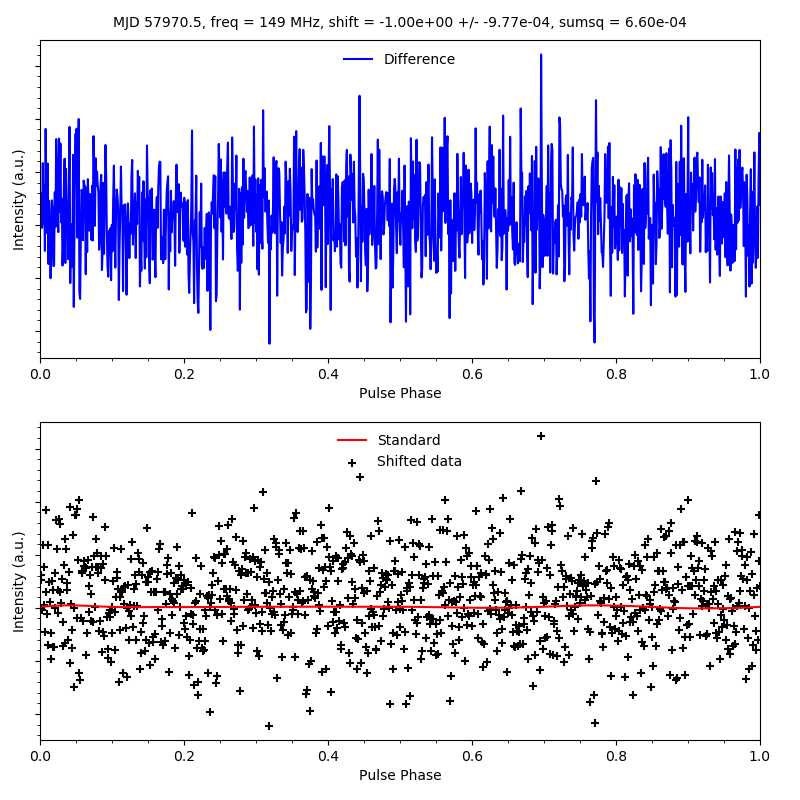 MJD 57970.5, freq = 149 MHz, shift = -1.00e+00 +/- -9.77e-04, sumsq = 6.60e-04
Difference
Intensity (a.u.)
0.0 0.2 0.4 0.6 0.8 1.0
Pulse Phase
Standard
Shifted data
Intensity (a.u.)
0.0 0.2 0.4 0.6 0.8 1.0
Pulse Phase